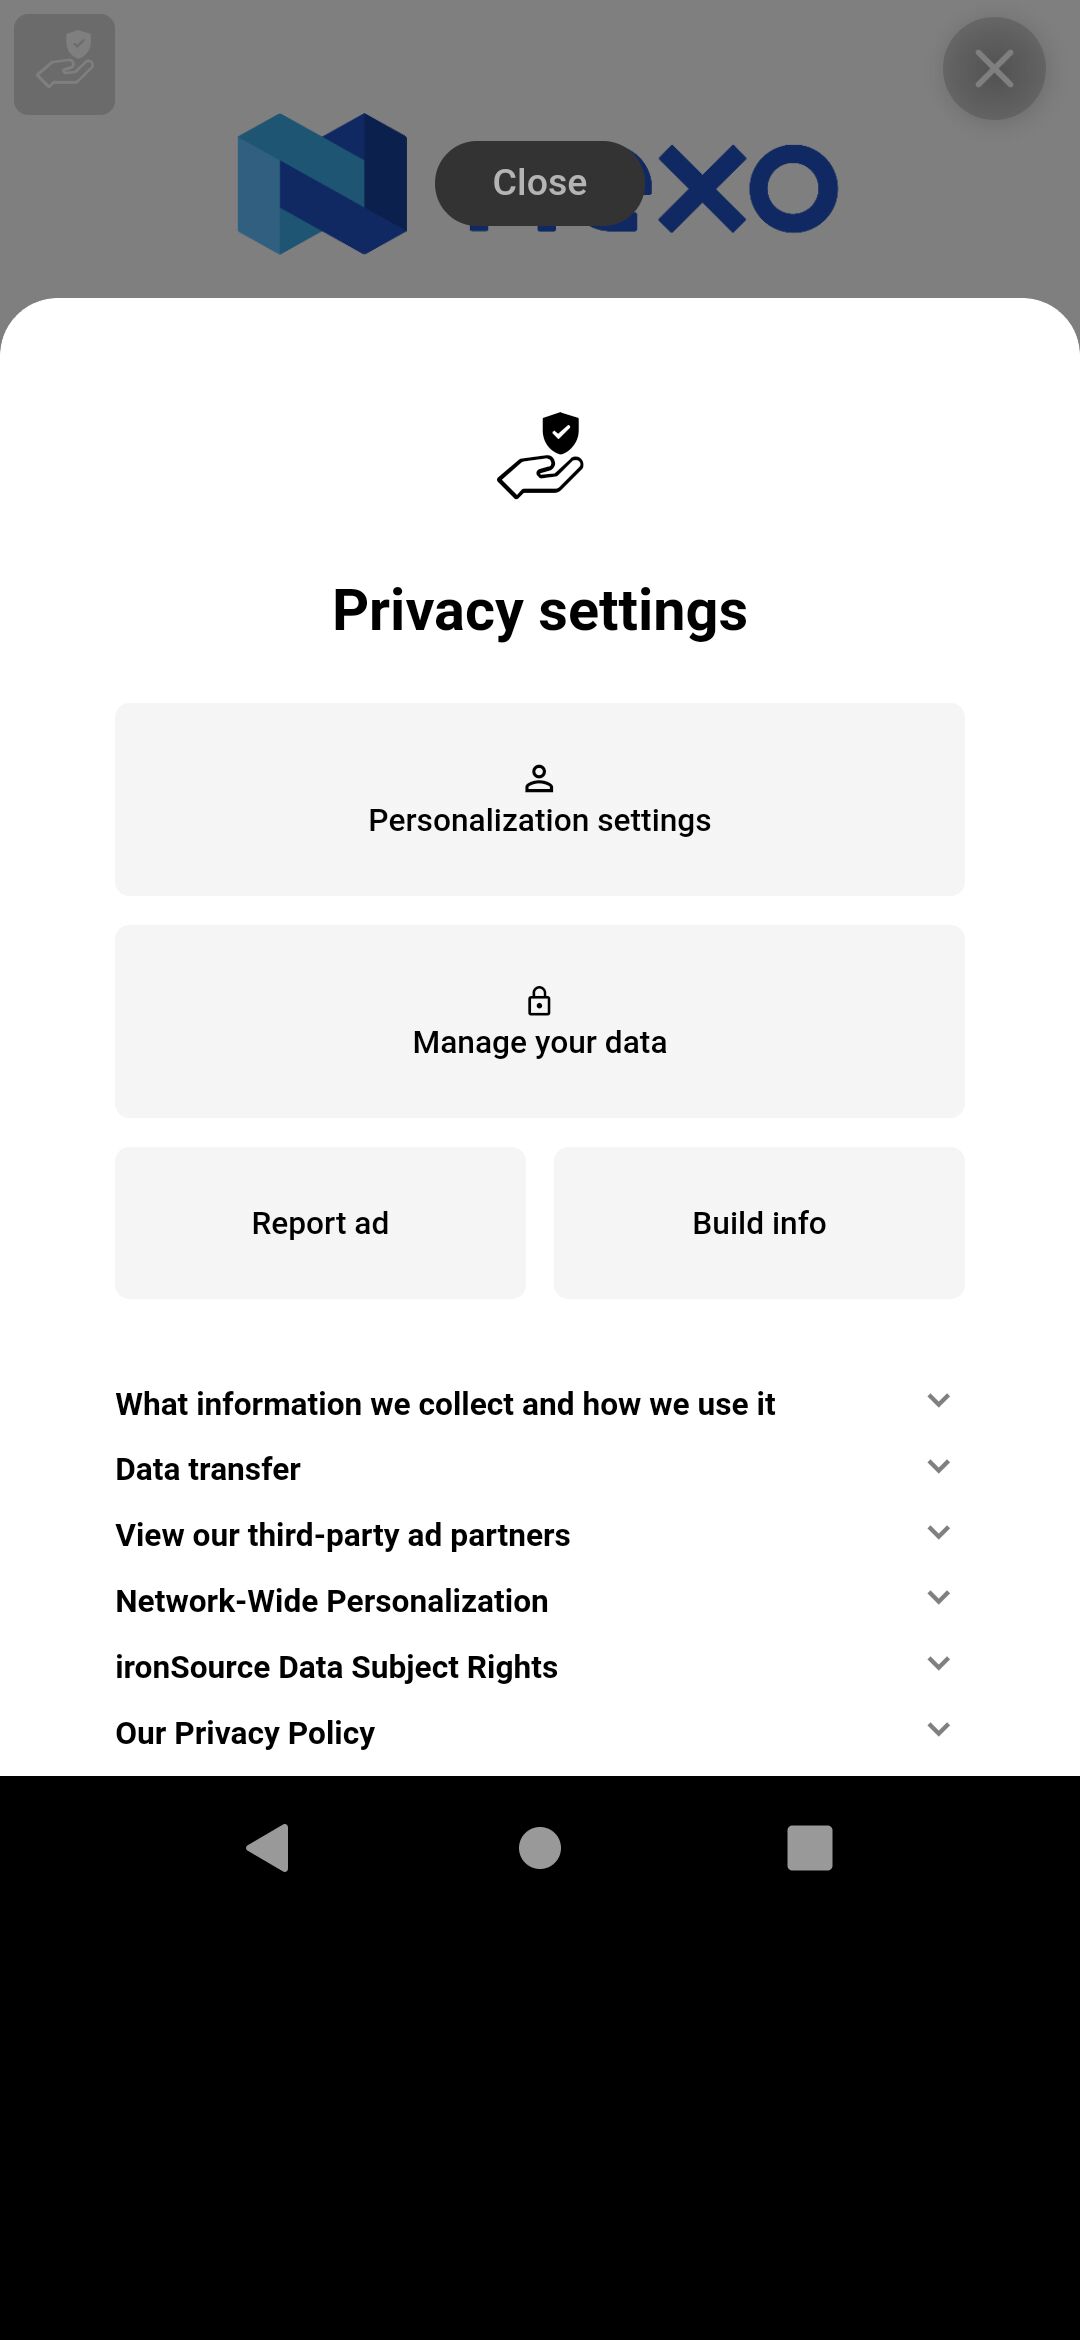 Close
xo
Privacy settings
Personalization settings
Manage your data
Report ad
Build info
What information we collect and how we use it
Data transfer
View our third-party ad partners
Network-Wide Personalization
ironSource Data Subject Rights
Our Privacy Policy